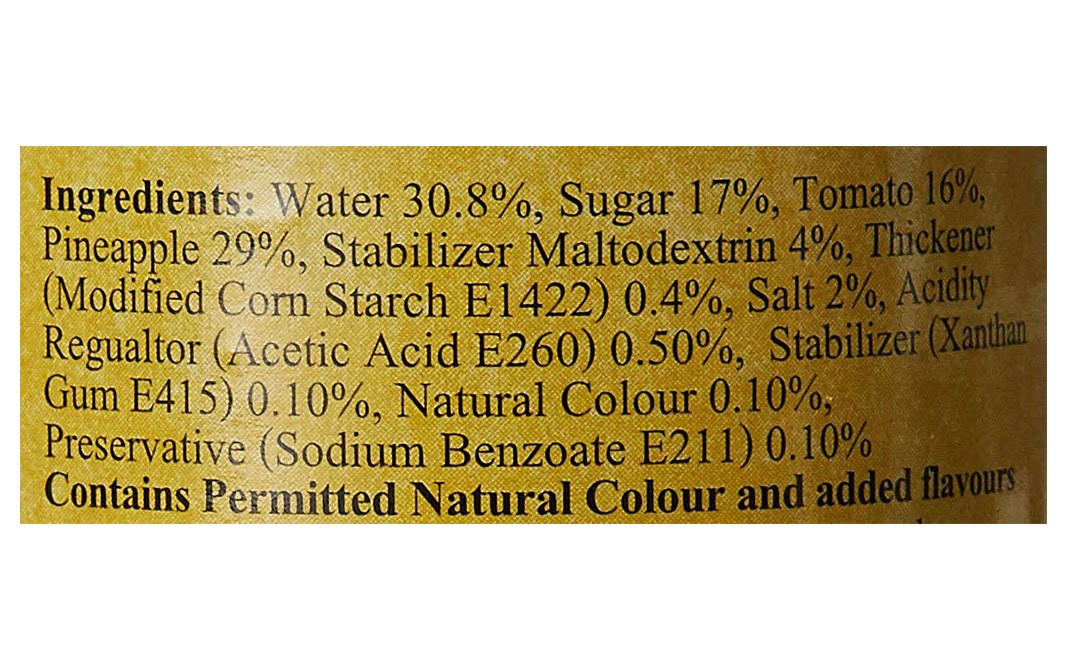 Ingredients: Water 30.8%, Sugar 17%, Tomato 16%,
Pineapple 29%, Stabilizer Maltodextrin 4%, Thickener
(Modified Corn Starch E1422) 0.4%, Salt 2%, Acidity
Regualtor (Acetic Acid E260) 0.50%, Stabilizer (Xanthan
Gum E415) 0.10%, Natural Colour 0.10%,
Preservative (Sodium Benzoate E211) 0.10%
Contains Permitted Natural Colour and added flavours